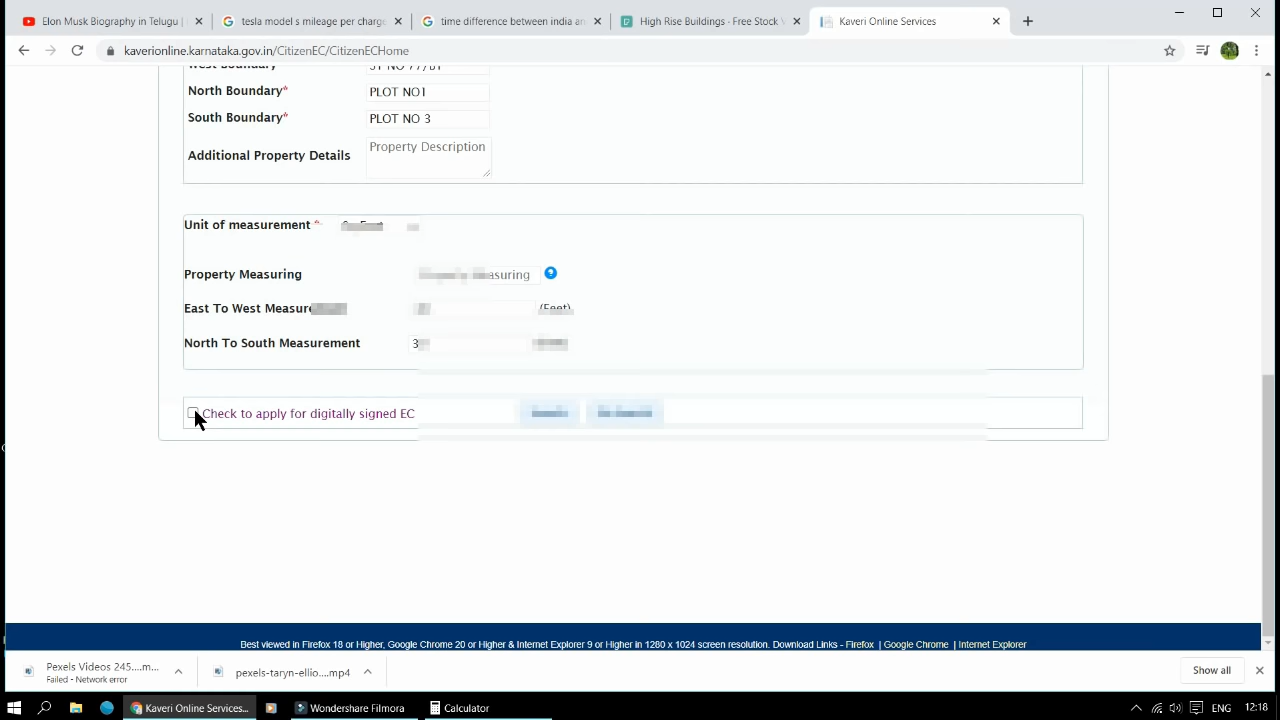 Elon Musk Biography in Telugu |
tesla model s mileage per charge
time difference between india an
High Rise Buildings - Free Stock V
Kaveri Online Services
kaverionline.karnataka.gov.in/CitizenEC/CitizenECHome
West Boundary
North Boundary* PLOT NO1
South Boundary* PLOT NO 3
Additional Property Details Property Description
Unit of measurement *
Property Measuring
East To West (Feet)
North To South Measurement
Check to apply for digitally signed EC
Best viewed in Firefox 18 or Higher, Google Chrome 20 or Higher & Internet Explorer 9 or Higher in 1280 x 1024 screen resolution. Download Links - Firefox | Google Chrome | Internet Explorer
Pexels Videos 245....m...
Failed - Network error
pexels-taryn-ellio....mp4
Show all
Kaveri Online Services...
Wondershare Filmora
Calculator
ENG
12:18